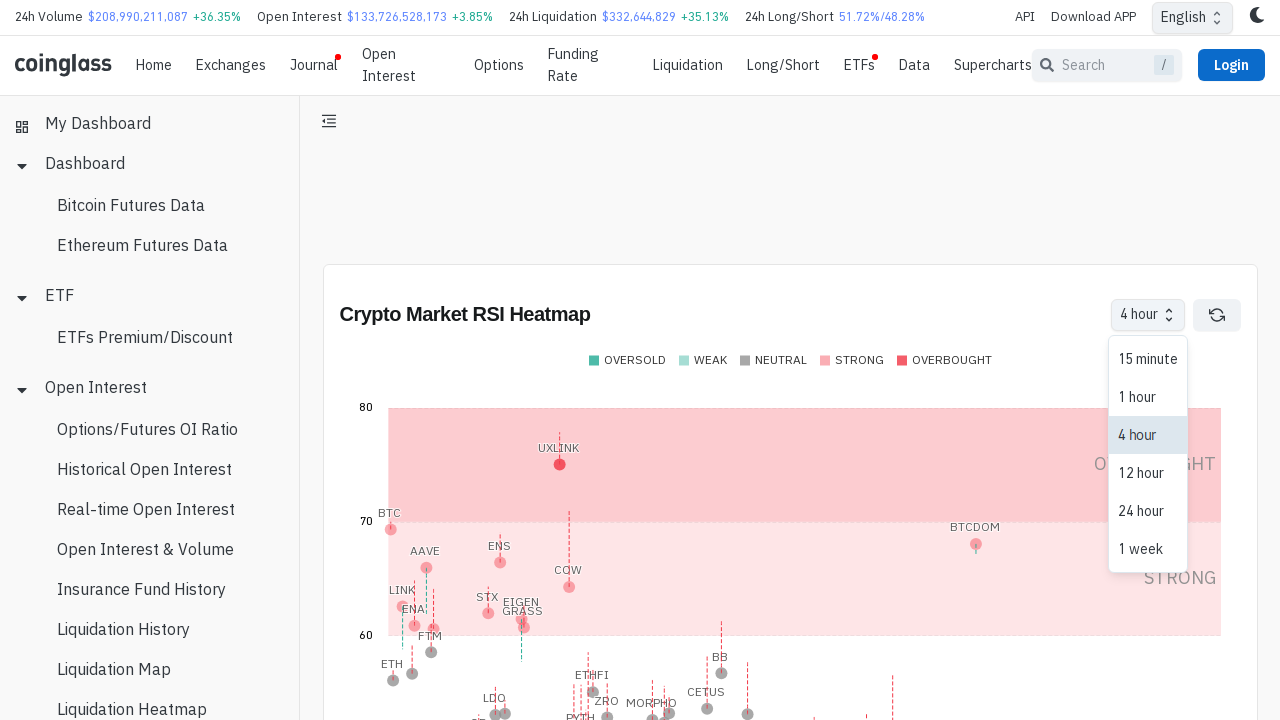 24h Volume $208,990,211,087 +36.35% Open Interest $133,726,528,173 +3.85% 24h Liquidation $332,644,829 +35.13% 24h Long/Short 51.72%/48.28% API Download APP English
coinglass Home Exchanges Journal Open Interest Options Funding Rate Liquidation Long/Short ETFs Data Supercharts Search / Login
My Dashboard
Dashboard
Bitcoin Futures Data
Ethereum Futures Data
ETF
ETFs Premium/Discount
Open Interest
Options/Futures OI Ratio
Historical Open Interest
Real-time Open Interest
Open Interest & Volume
Insurance Fund History
Liquidation History
Liquidation Map
Liquidation Heatmap
Crypto Market RSI Heatmap
4 hour
15 minute
1 hour
4 hour
12 hour
24 hour
1 week
OVERSOLD WEAK NEUTRAL STRONG OVERBOUGHT
80
UXLINK
70
BTC
BTCDOM
ENS
AAVE
COW
STRONG
LINK
STX
EIGEN
ENA
GRASS
60
FTM
BB
ETH
ETHFI
CETUS
LDO
ZRO
MORPHO
PYTH